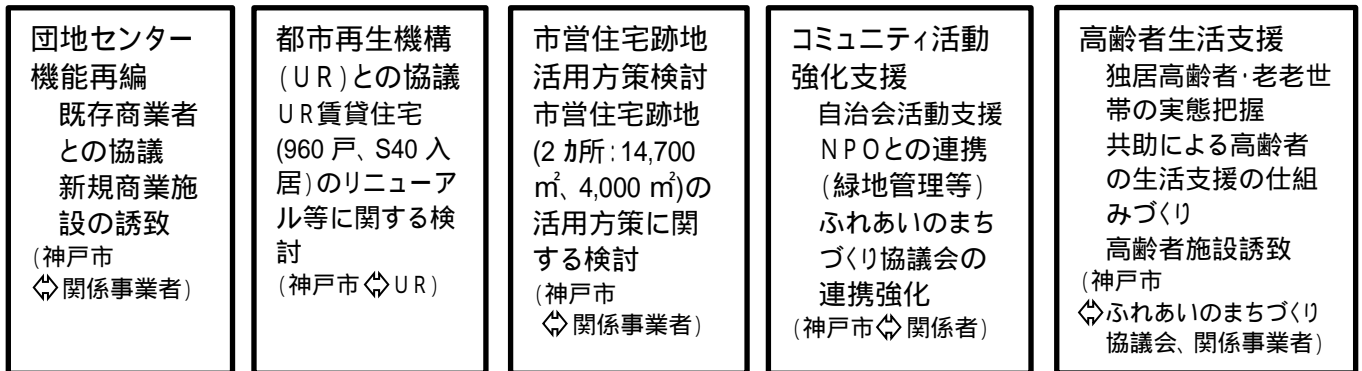 団地センター
機能再編
既存商業者
との協議
新規商業施
設の誘致
(神戸市
⇔関係事業者)
都市再生機構
(UR)との協議
UR賃貸住宅
(960 戸、S40 入
居)のリニューア
ル等に関する検
討
(神戸市⇔UR)
市営住宅跡地
活用方策検討
市営住宅跡地
(2 カ所:14,700
㎡、4,000 ㎡)の
活用方策に関
する検討
(神戸市
⇔関係事業者)
コミュニティ活動
強化支援
自治会活動支援
NPOとの連携
(緑地管理等)
ふれあいのまち
づくり協議会の
連携強化
(神戸市⇔関係者)
高齢者生活支援
独居高齢者・老老世
帯の実態把握
共助による高齢者
の生活支援の仕組
みづくり
高齢者施設誘致
(神戸市
⇔ふれあいのまちづくり
協議会、関係事業者)